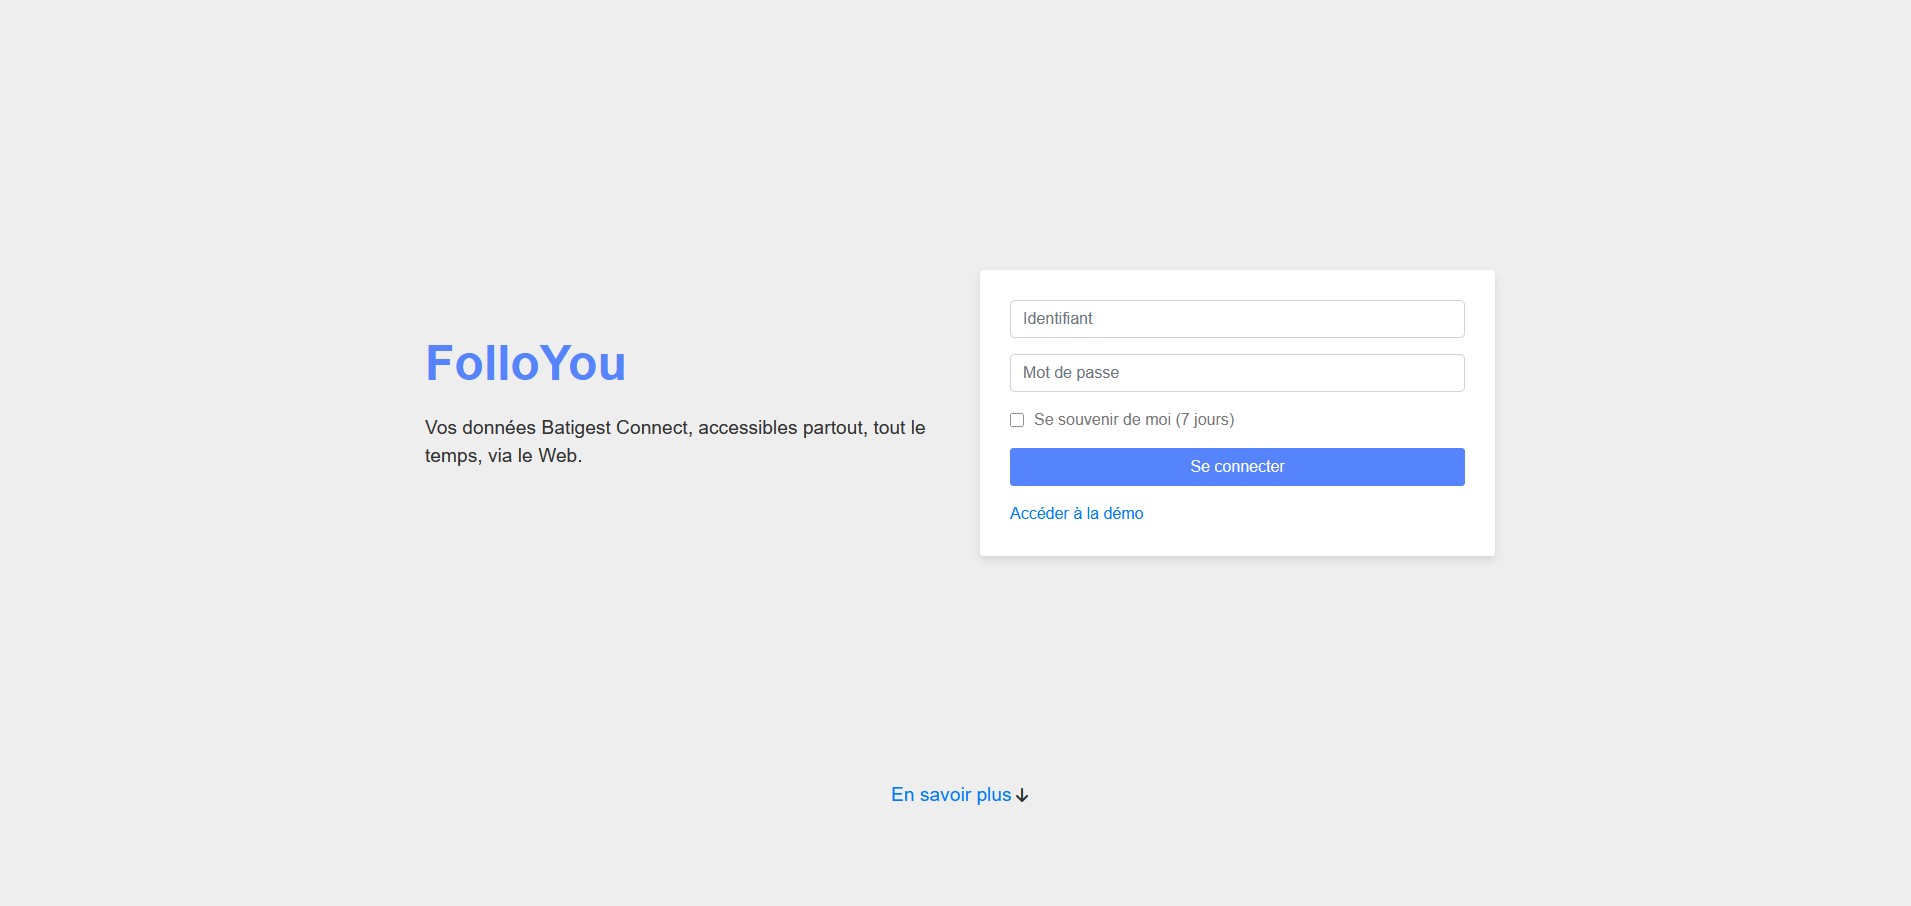 FolloYou
Vos données Batigest Connect, accessibles partout, tout le
temps, via le Web.
Identifiant
Mot de passe
Se souvenir de moi (7 jours)
Se connecter
Accéder à la démo
En savoir plus